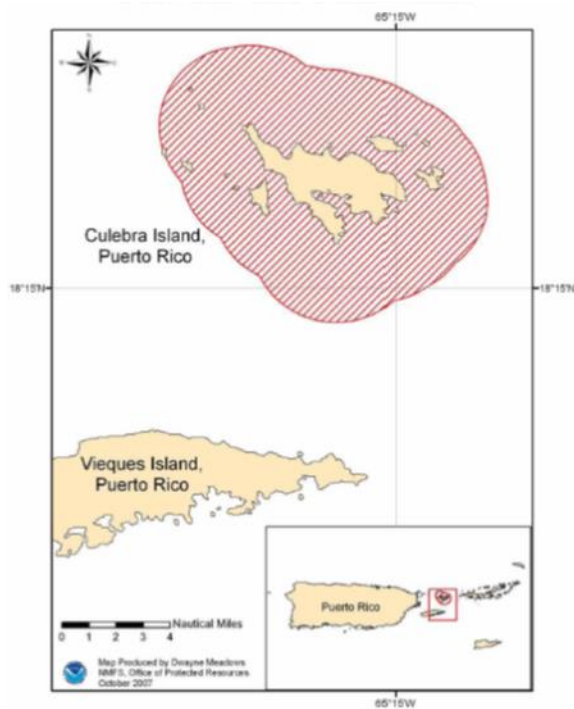 65°15'W
Culebra Island,
Puerto Rico
18°15'N
18°15'N
Vieques Island,
Puerto Rico
Puerto Rico
Nautical Miles
0 1 2 3 4
Map Produced by Dwayne Meadows
NMFS, Office of Protected Resources
October 2007
65°15'W